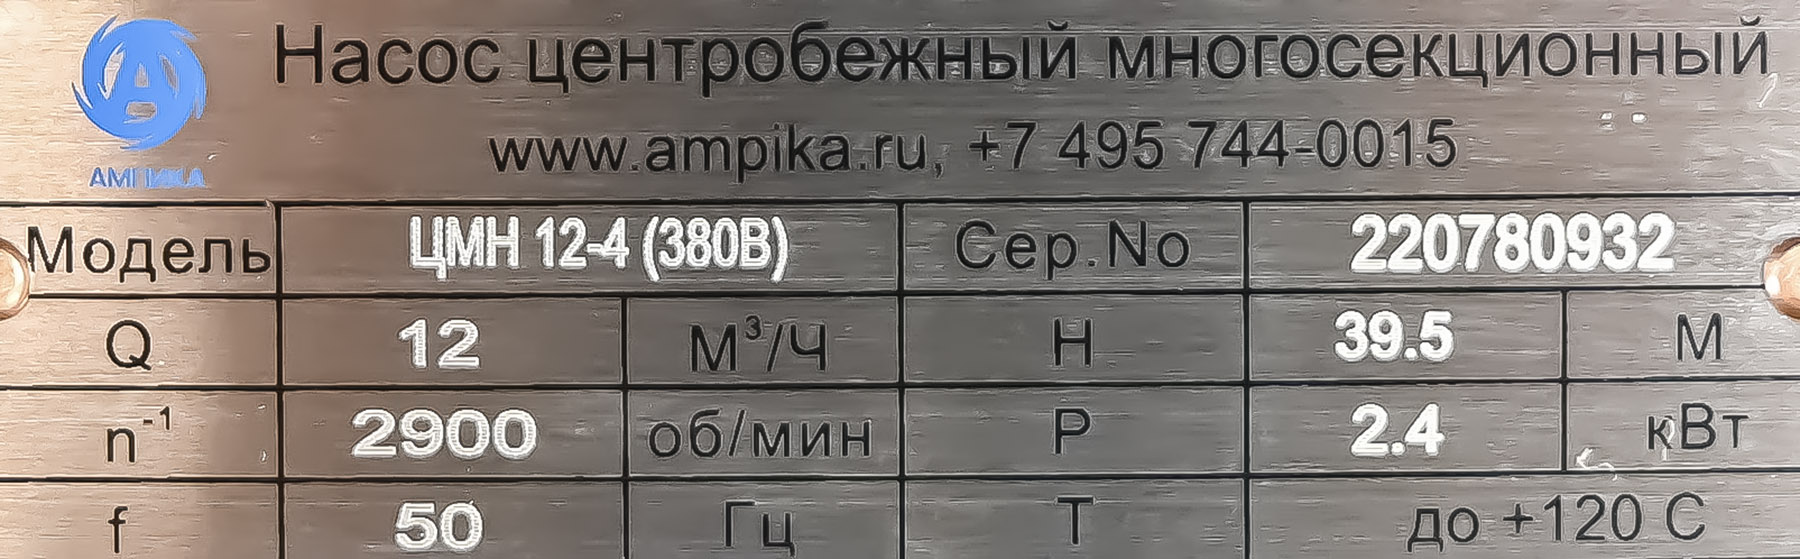 АМПИКА
Насос центробежный многосекционный
www.ampika.ru, +7 495 744-0015
Модель ЦМН 12-4 (380В) Сер.No 220780932
Q 12 М³/Ч H 39.5 М
n⁻¹ 2900 об/мин P 2.4 кВт
f 50 Гц T до +120 С